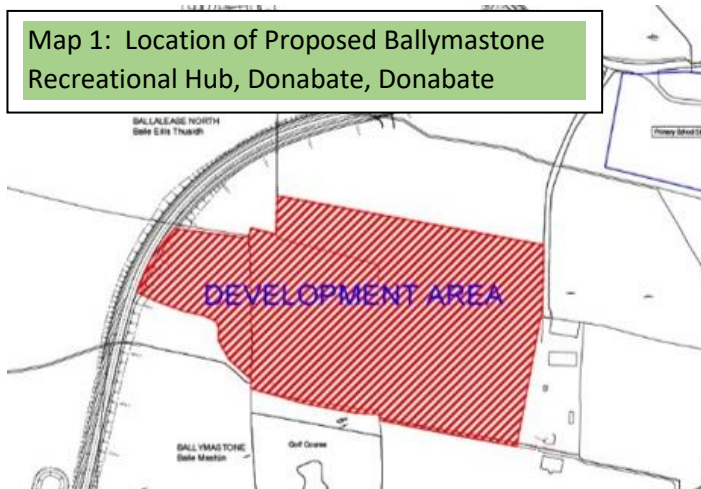 Map 1: Location of Proposed Ballymastone
Recreational Hub, Donabate, Donabate
BALLALEASE NORTH
Baile Eilís Thuaidh
Primary School
DEVELOPMENT AREA
BALLYMASTONE
Baile Mastún
Golf Course